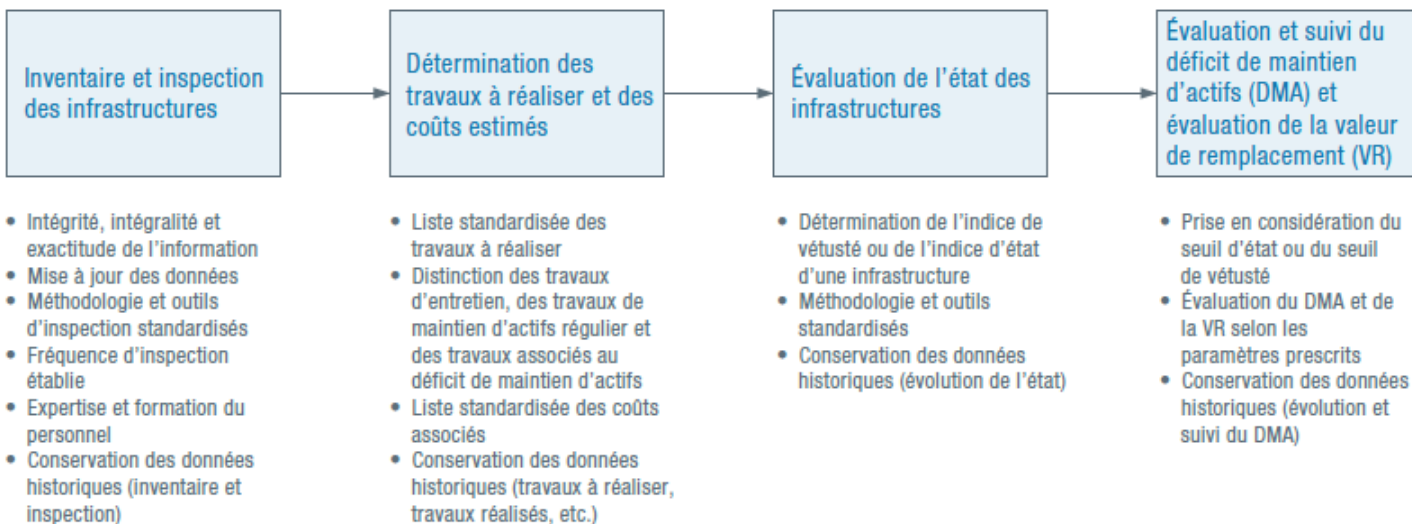 Inventaire et inspection
des infrastructures
Détermination des
travaux à réaliser et des
coûts estimés
Évaluation de l'état des
infrastructures
Évaluation et suivi du
déficit de maintien
d'actifs (DMA) et
évaluation de la valeur
de remplacement (VR)
• Intégrité, intégralité et
exactitude de l'information
• Mise à jour des données
• Méthodologie et outils
d'inspection standardisés
• Fréquence d'inspection
établie
• Expertise et formation du
personnel
• Conservation des données
historiques (inventaire et
inspection)
• Liste standardisée des
travaux à réaliser
• Distinction des travaux
d'entretien, des travaux de
maintien d'actifs régulier et
des travaux associés au
déficit de maintien d'actifs
• Liste standardisée des coûts
associés
• Conservation des données
historiques (travaux à réaliser,
travaux réalisés, etc.)
• Détermination de l'indice de
vétusté ou de l'indice d'état
d'une infrastructure
• Méthodologie et outils
standardisés
• Conservation des données
historiques (évolution de l'état)
• Prise en considération du
seuil d'état ou du seuil
de vétusté
• Évaluation du DMA et de
la VR selon les
paramètres prescrits
• Conservation des données
historiques (évolution et
suivi du DMA)